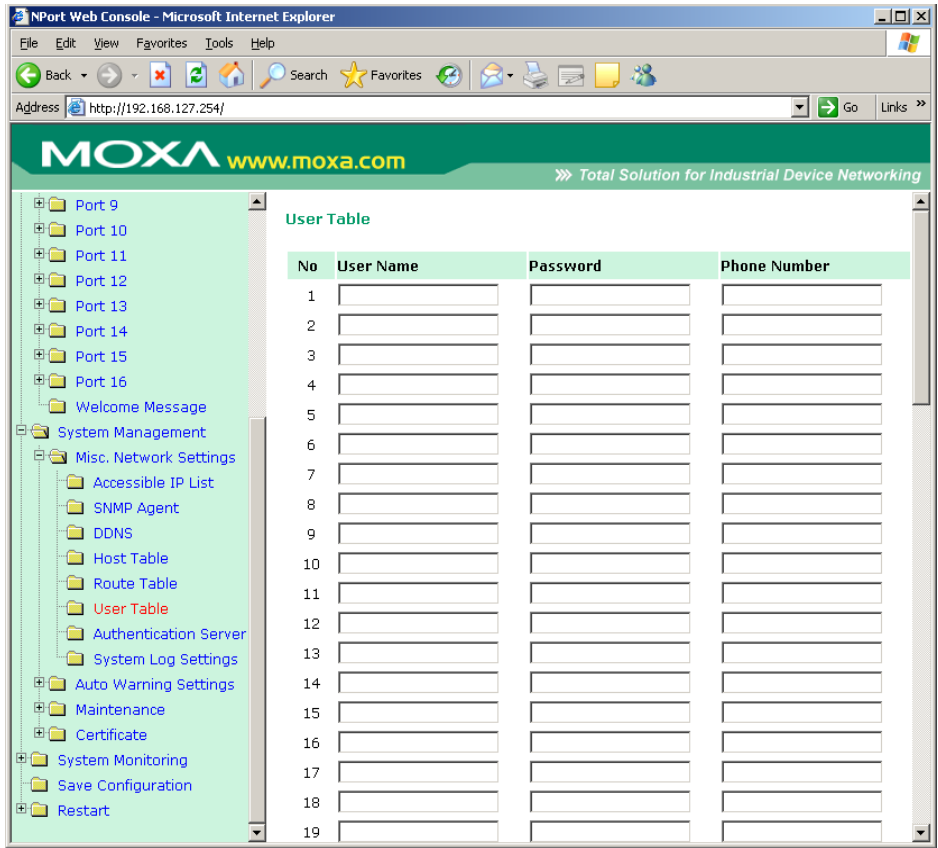 NPort Web Console - Microsoft Internet Explorer
File Edit View Favorites Tools Help
Back Search Favorites
Address http://192.168.127.254/ Go Links »
MOXA www.moxa.com
Total Solution for Industrial Device Networking
Port 9
Port 10
Port 11
Port 12
Port 13
Port 14
Port 15
Port 16
Welcome Message
System Management
Misc. Network Settings
Accessible IP List
SNMP Agent
DDNS
Host Table
Route Table
User Table
Authentication Server
System Log Settings
Auto Warning Settings
Maintenance
Certificate
System Monitoring
Save Configuration
Restart
User Table
No User Name Password Phone Number
1
2
3
4
5
6
7
8
9
10
11
12
13
14
15
16
17
18
19